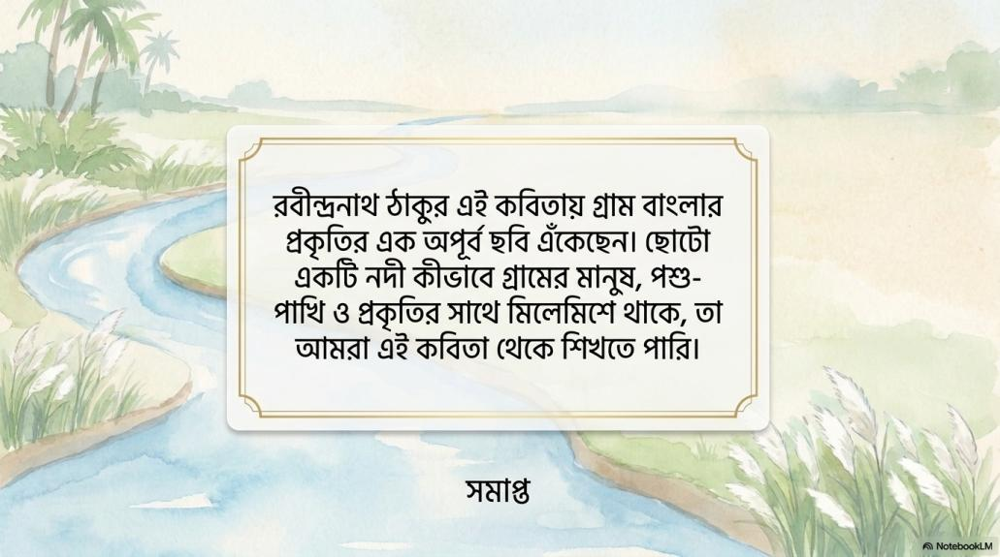 রবীন্দ্রনাথ ঠাকুর এই কবিতায় গ্রাম বাংলার
প্রকৃতির এক অপূর্ব ছবি এঁকেছেন। ছোটো
একটি নদী কীভাবে গ্রামের মানুষ, পশু-
পাখি ও প্রকৃতির সাথে মিলেমিশে থাকে, তা
আমরা এই কবিতা থেকে শিখতে পারি।
সমাপ্ত
NotebookLM